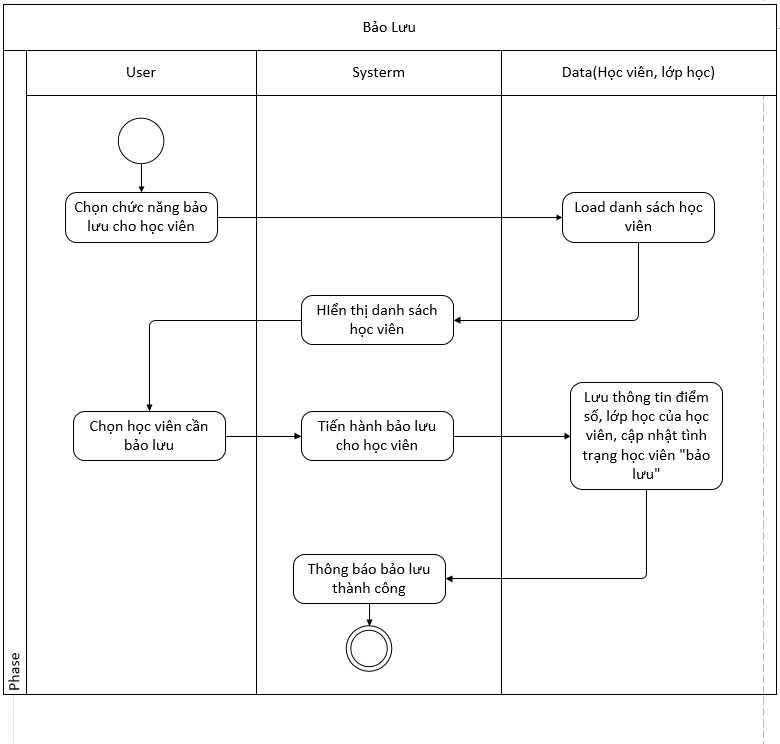 Bảo Lưu
User
Systerm
Data(Học viên, lớp học)
Chọn chức năng bảo
lưu cho học viên
Load danh sách học
viên
HIển thị danh sách
học viên
Chọn học viên cần
bảo lưu
Tiến hành bảo lưu
cho học viên
Lưu thông tin điểm
số, lớp học của học
viên, cập nhật tình
trạng học viên "bảo
lưu"
Thông báo bảo lưu
thành công
Phase